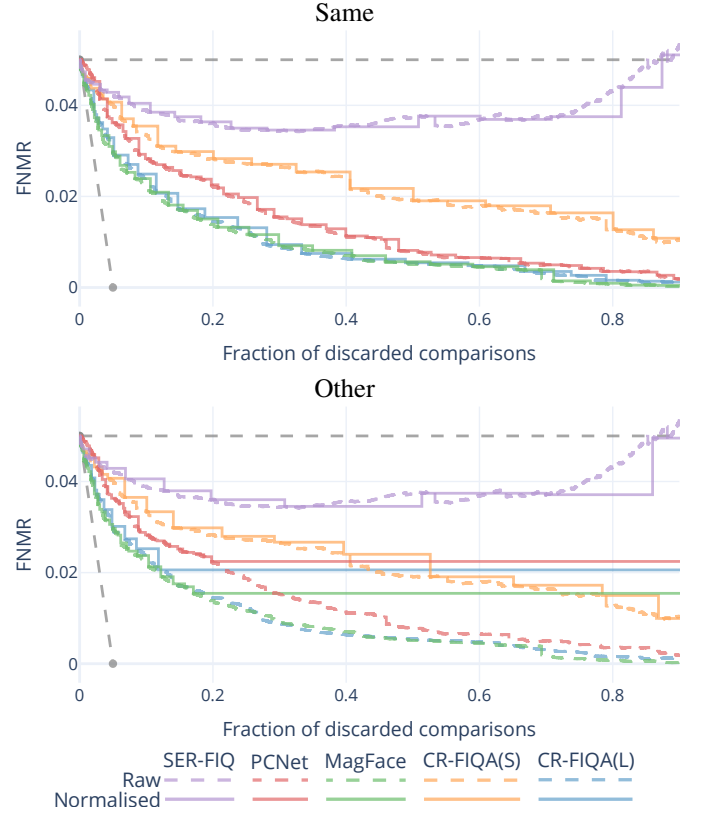 Same
FNMR
0.04
0.02
0
0
0.2
0.4
0.6
0.8
Fraction of discarded comparisons
Other
FNMR
0.04
0.02
0
0
0.2
0.4
0.6
0.8
Fraction of discarded comparisons
SER-FIQ PCNet MagFace CR-FIQA(S) CR-FIQA(L)
Raw
Normalised